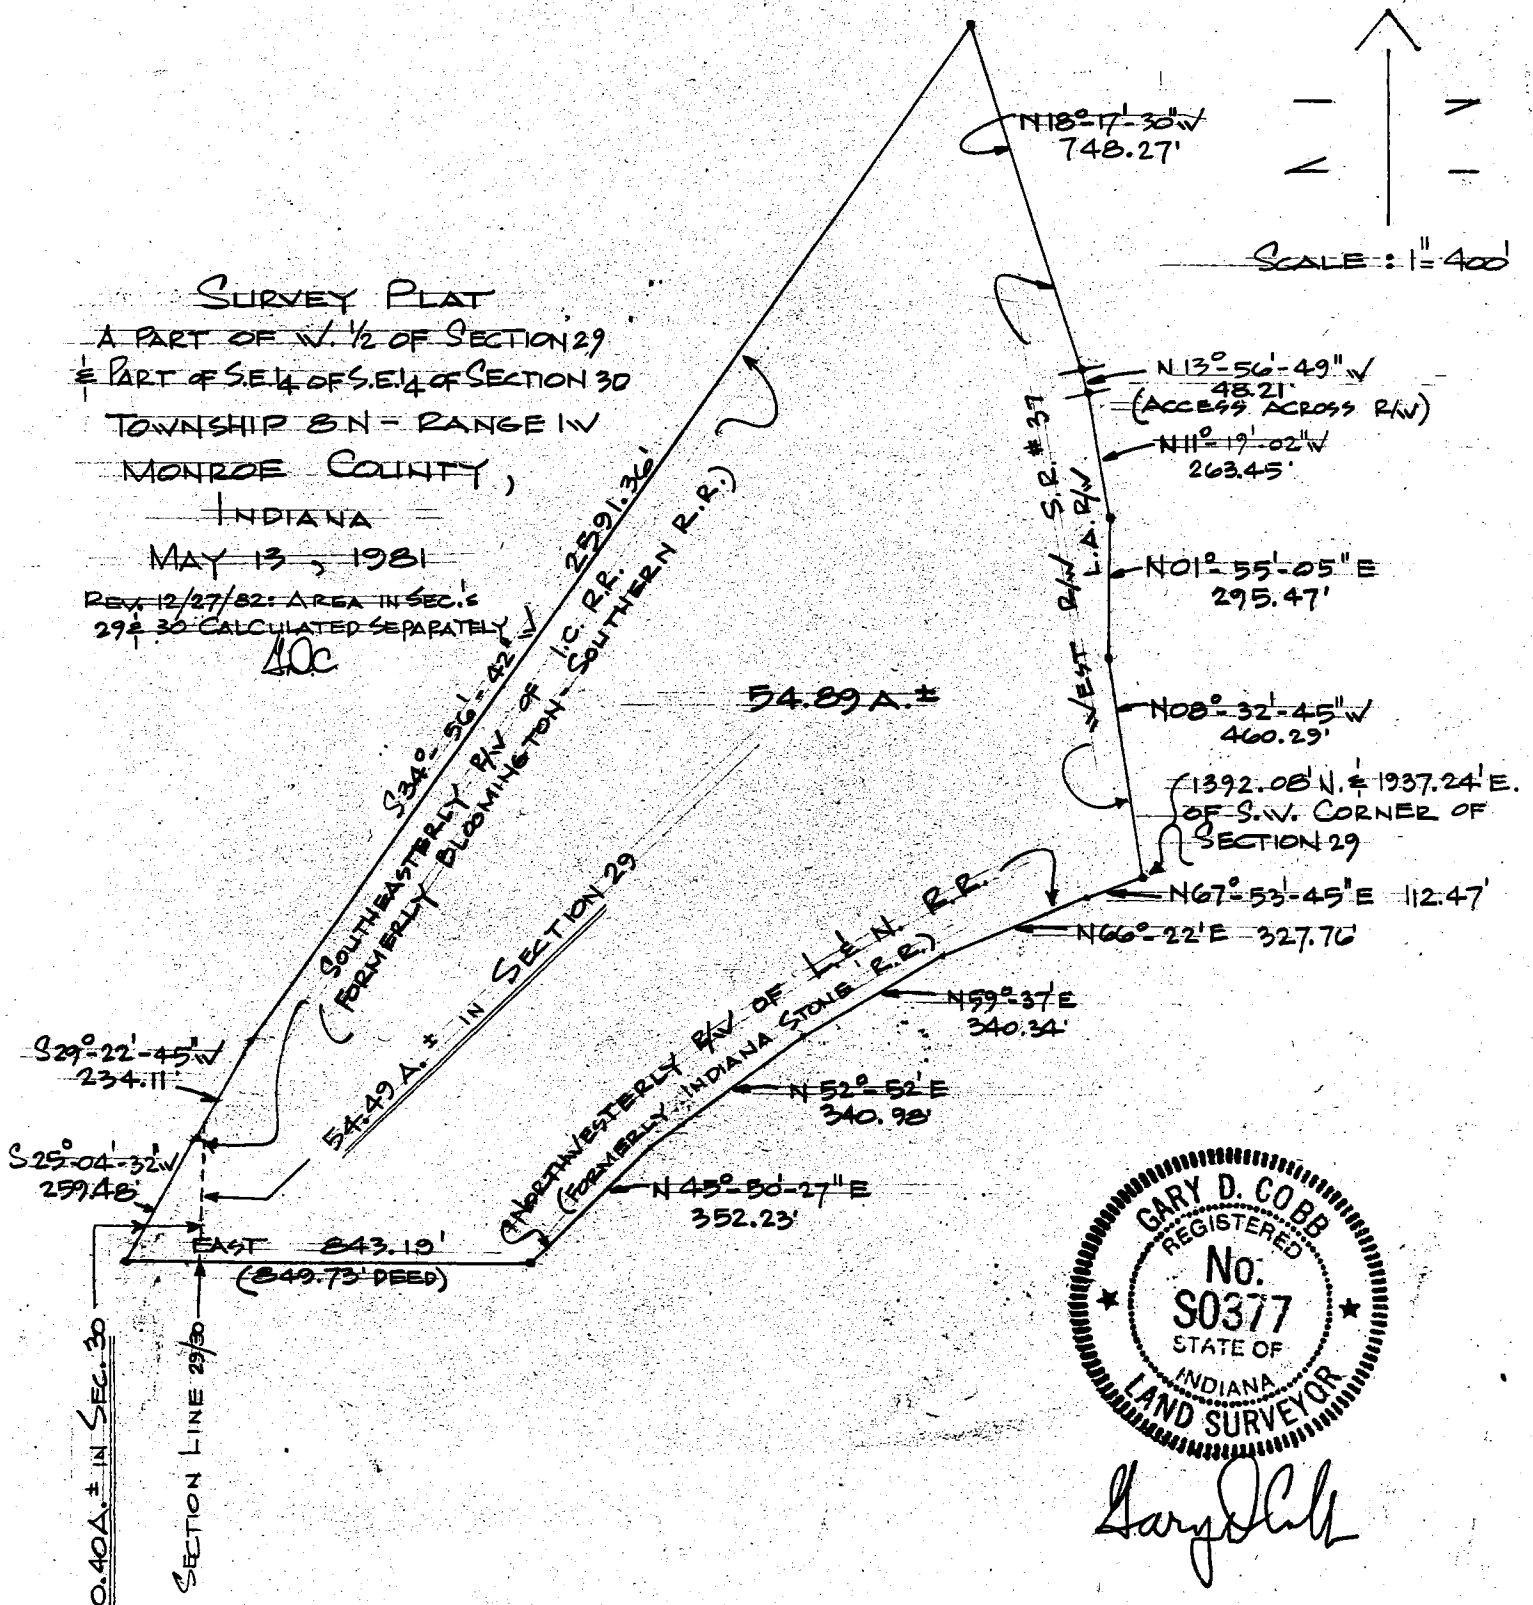 SURVEY PLAT
A PART OF W. 1/2 OF SECTION 29
& PART OF S.E.1/4 OF S.E.1/4 OF SECTION 30
TOWNSHIP 8 N - RANGE 1W
MONROE COUNTY,
INDIANA
MAY 13, 1981
REV. 12/27/82: AREA IN SEC.'s
29 & 30 CALCULATED SEPARATELY
GDC
N18°-17'-30"W
748.27'
SCALE : 1"=400'
N13°-56'-49"W
48.21'
(ACCESS ACROSS R/W)
N11°-19'-02"W
263.45'
N01°-55'-05"E
295.47'
N08°-32'-45"W
460.29'
1392.08' N. & 1937.24' E.
OF S.W. CORNER OF
SECTION 29
N67°-53'-45"E 112.47'
N66°-22'E 327.76'
N59°-37'E
340.34'
N52°-52'E
340.98'
N45°-50'-27"E
352.23'
WEST R/W S.R. #37
L.A. R/W
54.89 A.±
S34°-56'-42"W 2591.36'
SOUTHEASTERLY R/W OF I.C. R.R.
(FORMERLY BLOOMINGTON - SOUTHERN R.R.)
54.49 A. ± IN SECTION 29
NORTHWESTERLY R/W OF L. & N. R.R.
(FORMERLY INDIANA STONE R.R.)
S29°-22'-45"W
234.11'
S25°-04'-32"W
259.48'
EAST 843.19'
(849.73' DEED)
0.40A.± IN SEC. 30
SECTION LINE 29/30
GARY D. COBB
REGISTERED
No.
S0377
STATE OF
INDIANA
LAND SURVEYOR
Gary D Cobb